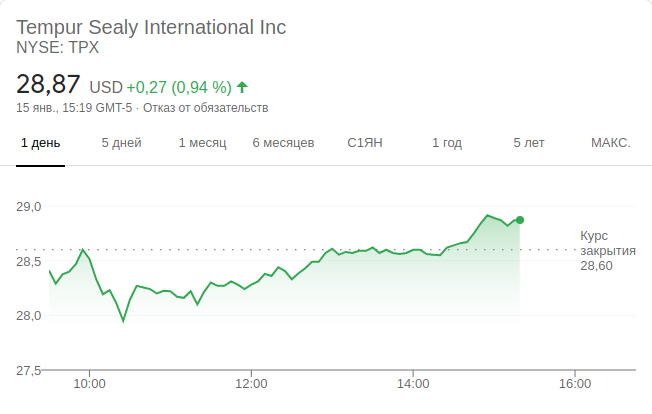 Tempur Sealy International Inc
NYSE: TPX
28,87 USD +0,27 (0,94 %)
15 янв., 15:19 GMT-5 · Отказ от обязательств
1 день 5 дней 1 месяц 6 месяцев С1ЯН 1 год 5 лет МАКС.
29,0
Курс
закрытия
28,60
28,5
28,0
27,5
10:00 12:00 14:00 16:00